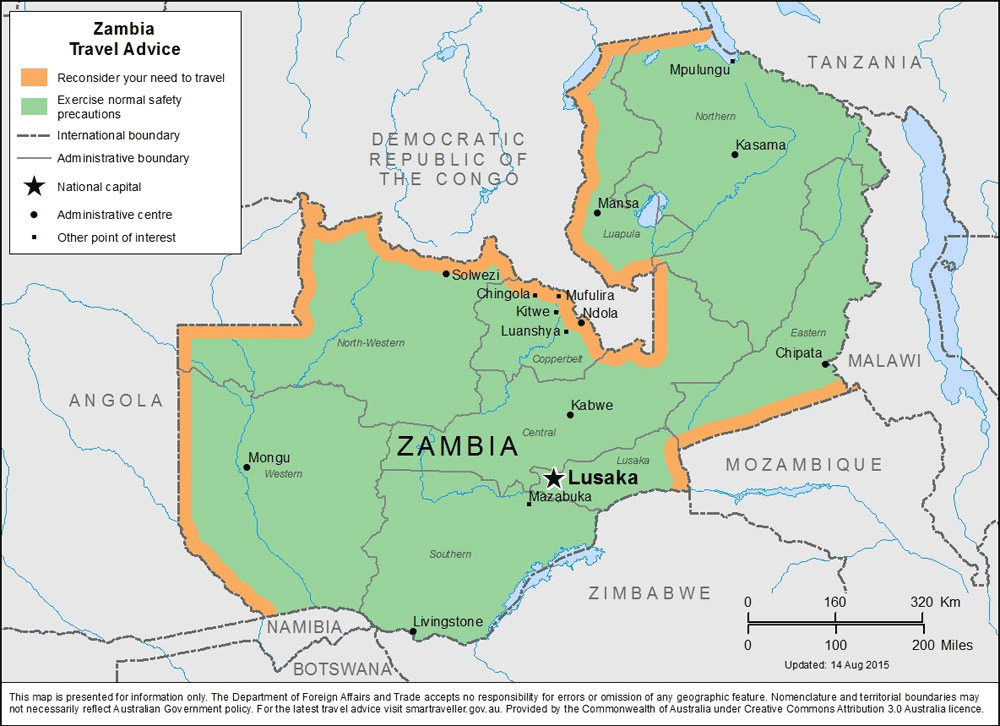 Zambia
Travel Advice
Reconsider your need to travel
Exercise normal safety
precautions
International boundary
Administrative boundary
National capital
Administrative centre
Other point of interest
TANZANIA
Mpulungu
Northern
DEMOCRATIC
REPUBLIC OF
THE CONGO
Kasama
Mansa
Luapula
Solwezi
Chingola
Mufulira
Kitwe
Ndola
Luanshya
North-Western
Copperbelt
Eastern
Chipata
MALAWI
ANGOLA
Kabwe
Central
ZAMBIA
Mongu
Western
Lusaka
Lusaka
MOZAMBIQUE
Mazabuka
Southern
ZIMBABWE
Livingstone
NAMIBIA
BOTSWANA
0 160 320 Km
0 100 200 Miles
Updated: 14 Aug 2015
This map is presented for information only. The Department of Foreign Affairs and Trade accepts no responsibility for errors or omission of any geographic feature. Nomenclature and territorial boundaries may
not necessarily reflect Australian Government policy. For the latest travel advice visit smartraveller.gov.au. Provided by the Commonwealth of Australia under Creative Commons Attribution 3.0 Australia licence.